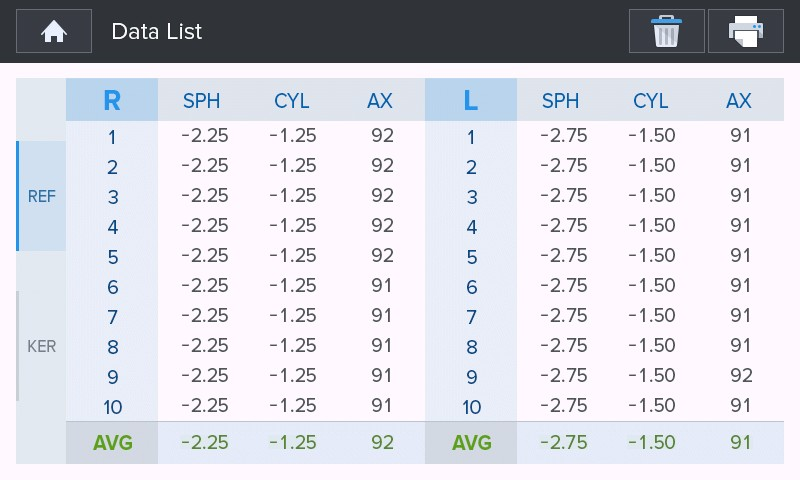 Data List
R SPH CYL AX L SPH CYL AX
1 -2.25 -1.25 92 1 -2.75 -1.50 91
2 -2.25 -1.25 92 2 -2.75 -1.50 91
REF 3 -2.25 -1.25 92 3 -2.75 -1.50 91
4 -2.25 -1.25 92 4 -2.75 -1.50 91
5 -2.25 -1.25 92 5 -2.75 -1.50 91
6 -2.25 -1.25 91 6 -2.75 -1.50 91
7 -2.25 -1.25 91 7 -2.75 -1.50 91
KER 8 -2.25 -1.25 91 8 -2.75 -1.50 91
9 -2.25 -1.25 91 9 -2.75 -1.50 92
10 -2.25 -1.25 91 10 -2.75 -1.50 91
AVG -2.25 -1.25 92 AVG -2.75 -1.50 91